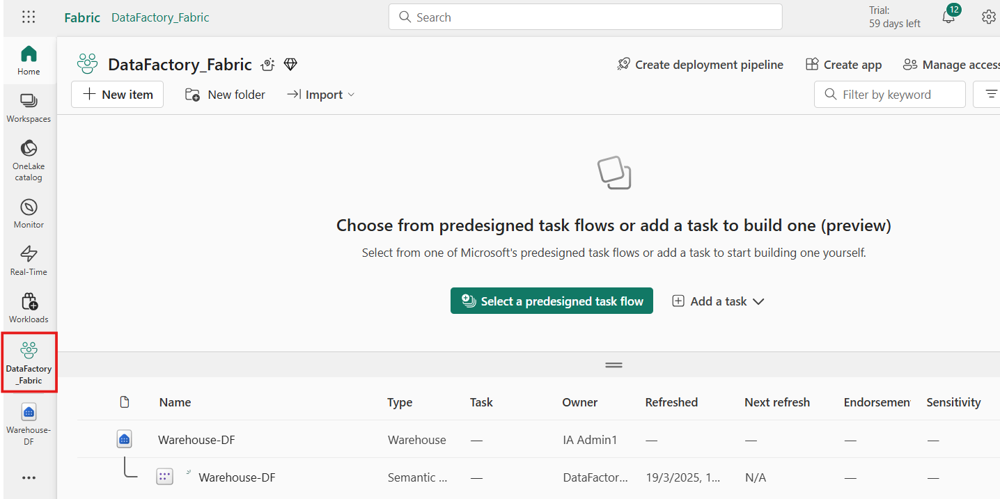 Fabric DataFactory_Fabric
Search
Trial:
59 days left
12
Home
Workspaces
OneLake
catalog
Monitor
Real-Time
Workloads
DataFactory
_Fabric
Warehouse-
DF
DataFactory_Fabric
Create deployment pipeline
Create app
Manage access
New item
New folder
Import
Filter by keyword
Choose from predesigned task flows or add a task to build one (preview)
Select from one of Microsoft's predesigned task flows or add a task to start building one yourself.
Select a predesigned task flow
Add a task
Name Type Task Owner Refreshed Next refresh Endorsemen Sensitivity
Warehouse-DF Warehouse — IA Admin1 — — — —
Warehouse-DF Semantic ... — DataFactor... 19/3/2025, 1... N/A — —